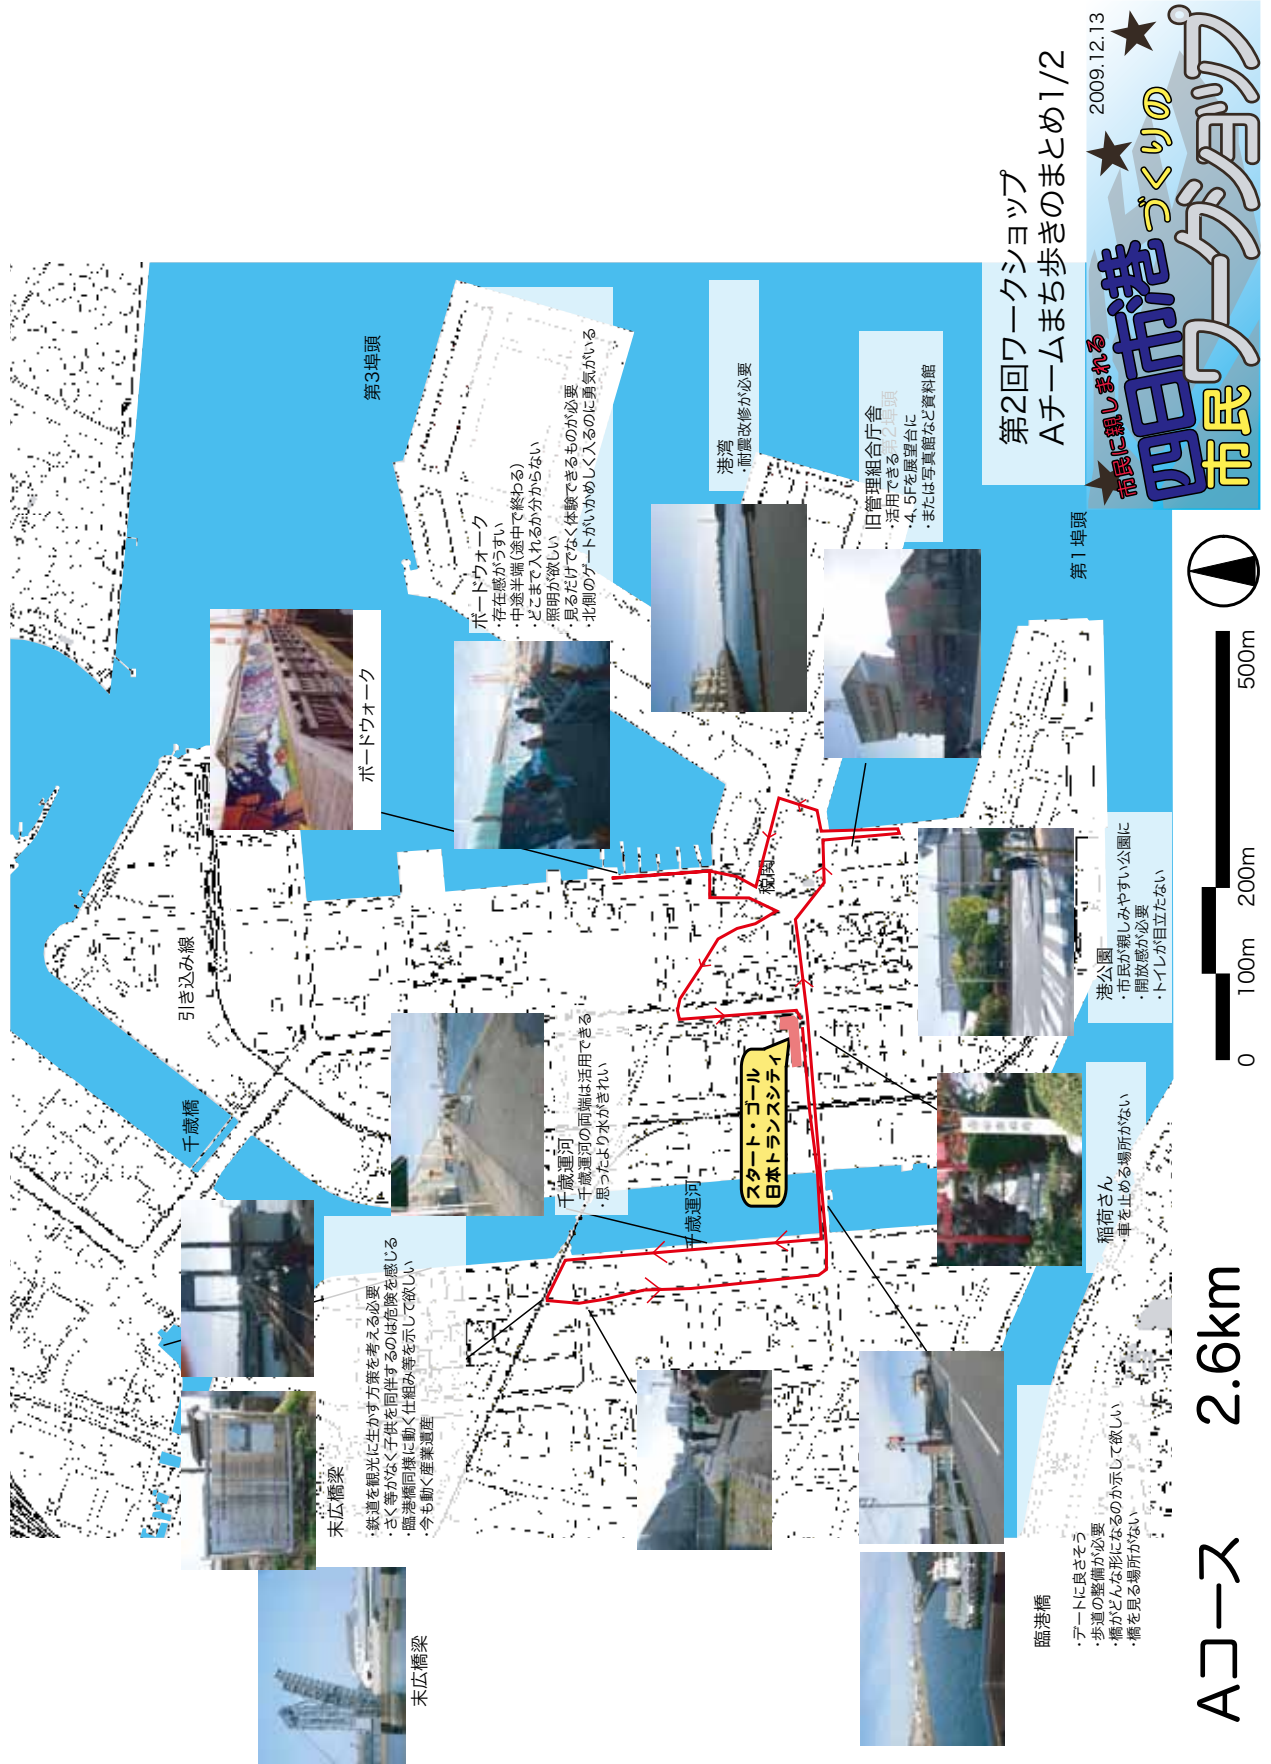 第2回ワークショップ
Aチームまち歩きのまとめ1/2
2009.12.13
市民に親しまれる
四日市港づくりの
市民ワークショップ
第3埠頭
ボードウォーク
ボードウォーク
・存在感がうすい
・中途半端(途中で終わる)
・どこまで入れるか分からない
・照明が欲しい
・見るだけでなく体験できるものが必要
・北側のゲートがいかめしく入るのに勇気がいる
港湾
・耐震改修が必要
旧管理組合庁舎
・活用できる
・4、5Fを展望台に
・または写真館など資料館
第2埠頭
第1埠頭
引き込み線
千歳橋
千歳運河
・千歳運河の両端は活用できる
・思ったより水がきれい
千歳運河
税関
スタート・ゴール
日本トランスシティ
港公園
・市民が親しみやすい公園に
・開放感が必要
・トイレが目立たない
稲荷さん
車を止める場所がない
末広橋梁
・鉄道を観光に生かす方策を考える必要
・さく等がなく子供を同伴するのは危険を感じる
・臨港橋同様に動く仕組み等を示して欲しい
・今も動く産業遺産
末広橋梁
臨港橋
・デートに良さそう
・歩道の整備が必要
・橋がどんな形になるのか示して欲しい
・橋を見る場所がない
Aコース 2.6km
0 100m 200m 500m